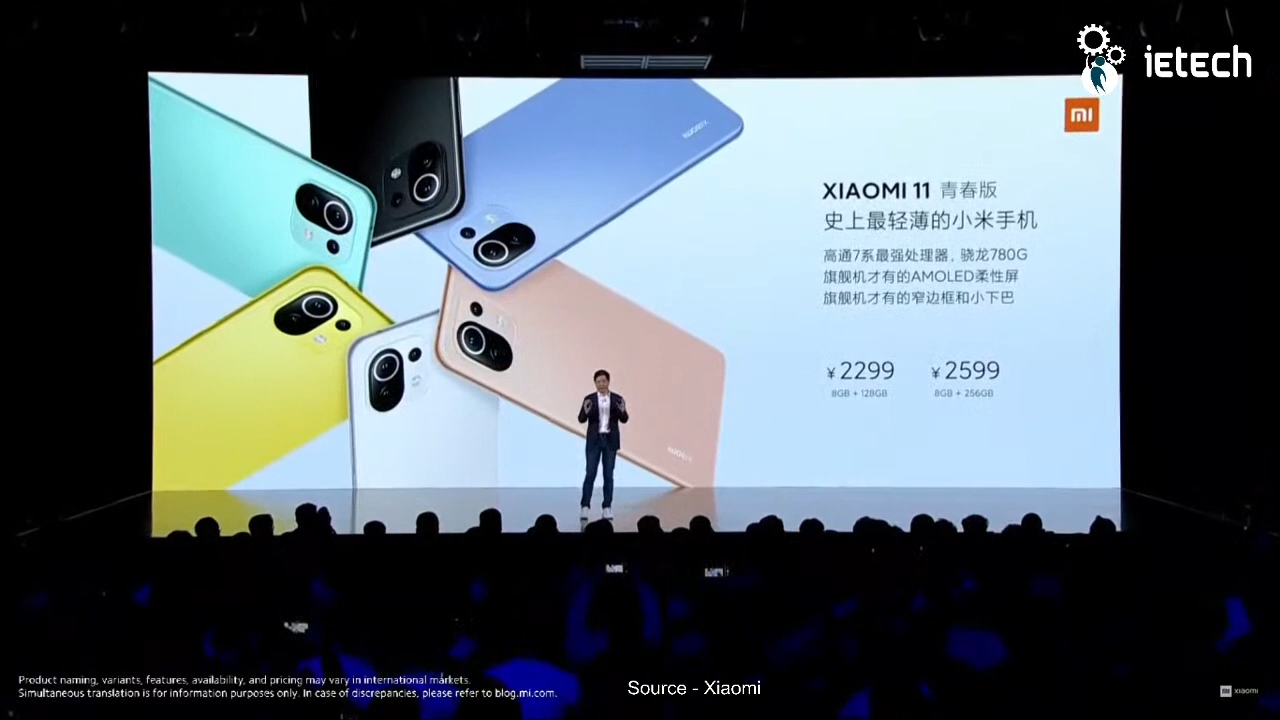 ietech
mi
XIAOMI
XIAOMI 11 青春版
史上最轻薄的小米手机
高通7系最强处理器，骁龙780G
旗舰机才有的AMOLED柔性屏
旗舰机才有的窄边框和小下巴
¥2299 ¥2599
8GB + 128GB 8GB + 256GB
XIAOMI
Product naming, variants, features, availability, and pricing may vary in international markets.
Simultaneous translation is for information purposes only. In case of discrepancies, please refer to blog.mi.com.
Source - Xiaomi
mi xiaomi